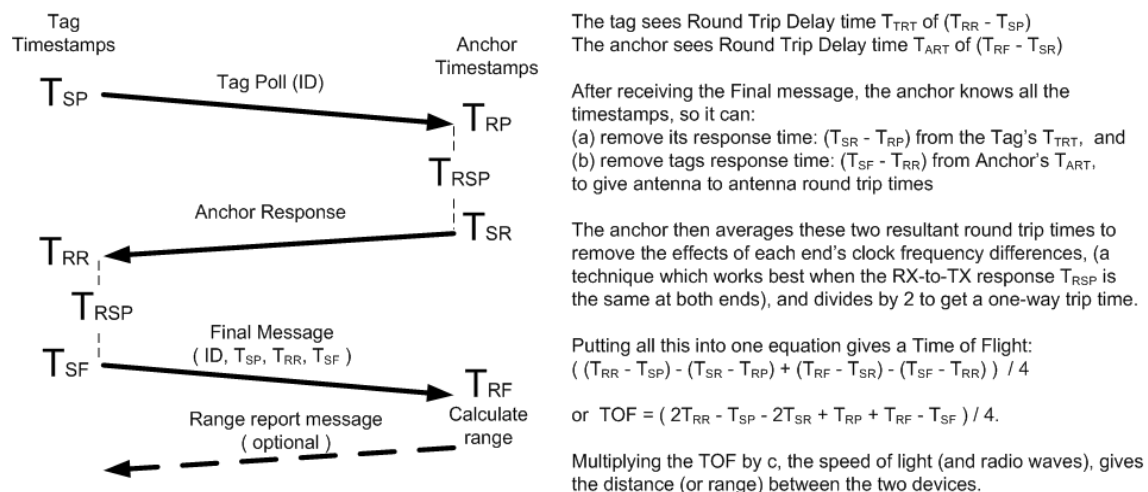 Tag
Timestamps
Anchor
Timestamps
TSP
Tag Poll (ID)
TRP
TRSP
Anchor Response
TSR
TRR
TRSP
Final Message
( ID, TSP, TRR, TSF )
TSF
TRF
Calculate
range
Range report message
( optional )
The tag sees Round Trip Delay time TTRT of (TRR - TSP)
The anchor sees Round Trip Delay time TART of (TRF - TSR)
After receiving the Final message, the anchor knows all the
timestamps, so it can:
(a) remove its response time: (TSR - TRP) from the Tag's TTRT,  and
(b) remove tags response time: (TSF - TRR) from Anchor's TART,
to give antenna to antenna round trip times
The anchor then averages these two resultant round trip times to
remove the effects of each end's clock frequency differences, (a
technique which works best when the RX-to-TX response TRSP is
the same at both ends), and divides by 2 to get a one-way trip time.
Putting all this into one equation gives a Time of Flight:
( (TRR - TSP) - (TSR - TRP) + (TRF - TSR) - (TSF - TRR) ) / 4
or  TOF = ( 2TRR - TSP - 2TSR + TRP + TRF - TSF ) / 4.
Multiplying the TOF by c, the speed of light (and radio waves), gives
the distance (or range) between the two devices.